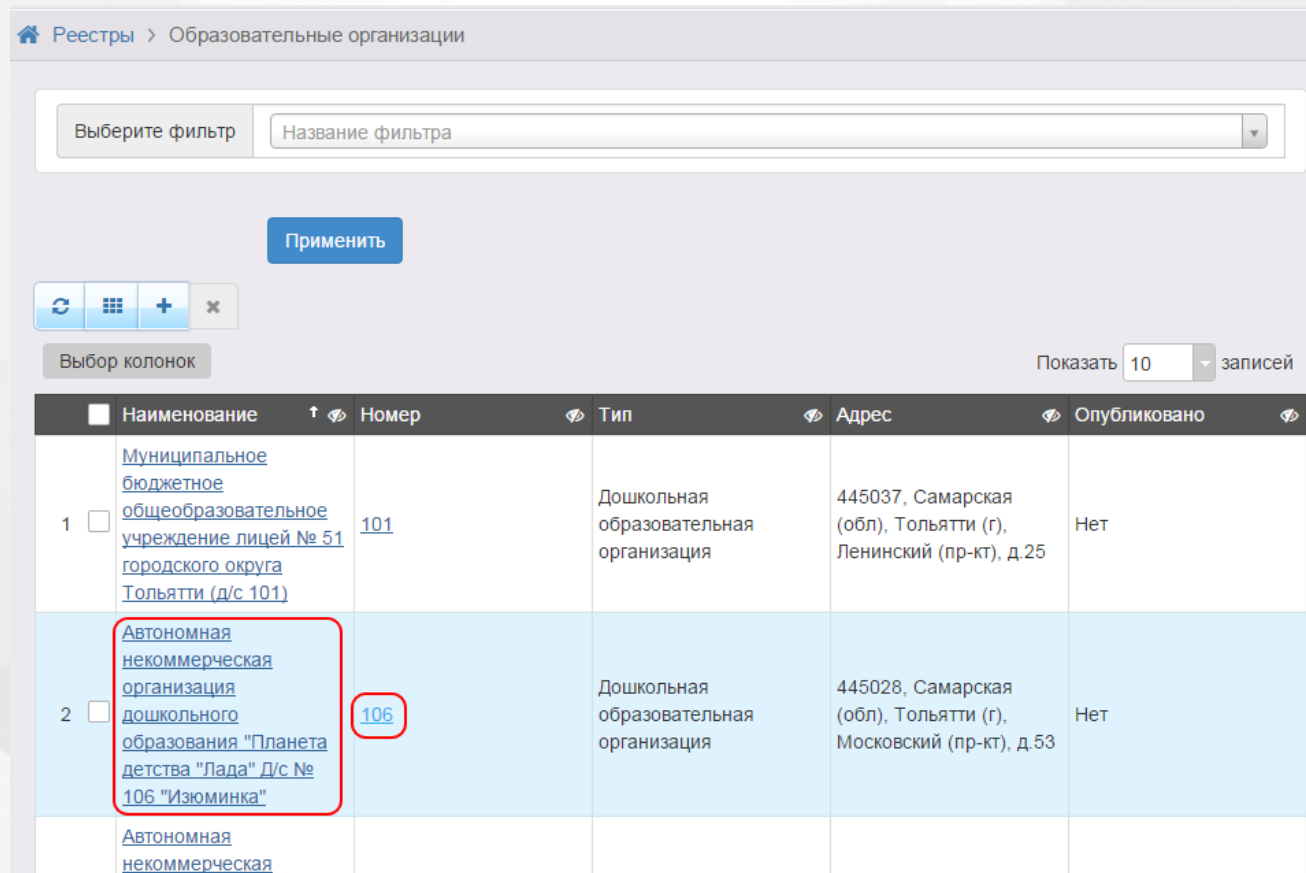 Реестры > Образовательные организации
Выберите фильтр
Название фильтра
Применить
Выбор колонок
Показать 10 записей
Наименование Номер Тип Адрес Опубликовано
1
Муниципальное
бюджетное
общеобразовательное
учреждение лицей № 51
городского округа
Тольятти (д/с 101)
101
Дошкольная
образовательная
организация
445037, Самарская
(обл), Тольятти (г),
Ленинский (пр-кт), д.25
Нет
2
Автономная
некоммерческая
организация
дошкольного
образования "Планета
детства "Лада" Д/с №
106 "Изюминка"
106
Дошкольная
образовательная
организация
445028, Самарская
(обл), Тольятти (г),
Московский (пр-кт), д.53
Нет
Автономная
некоммерческая